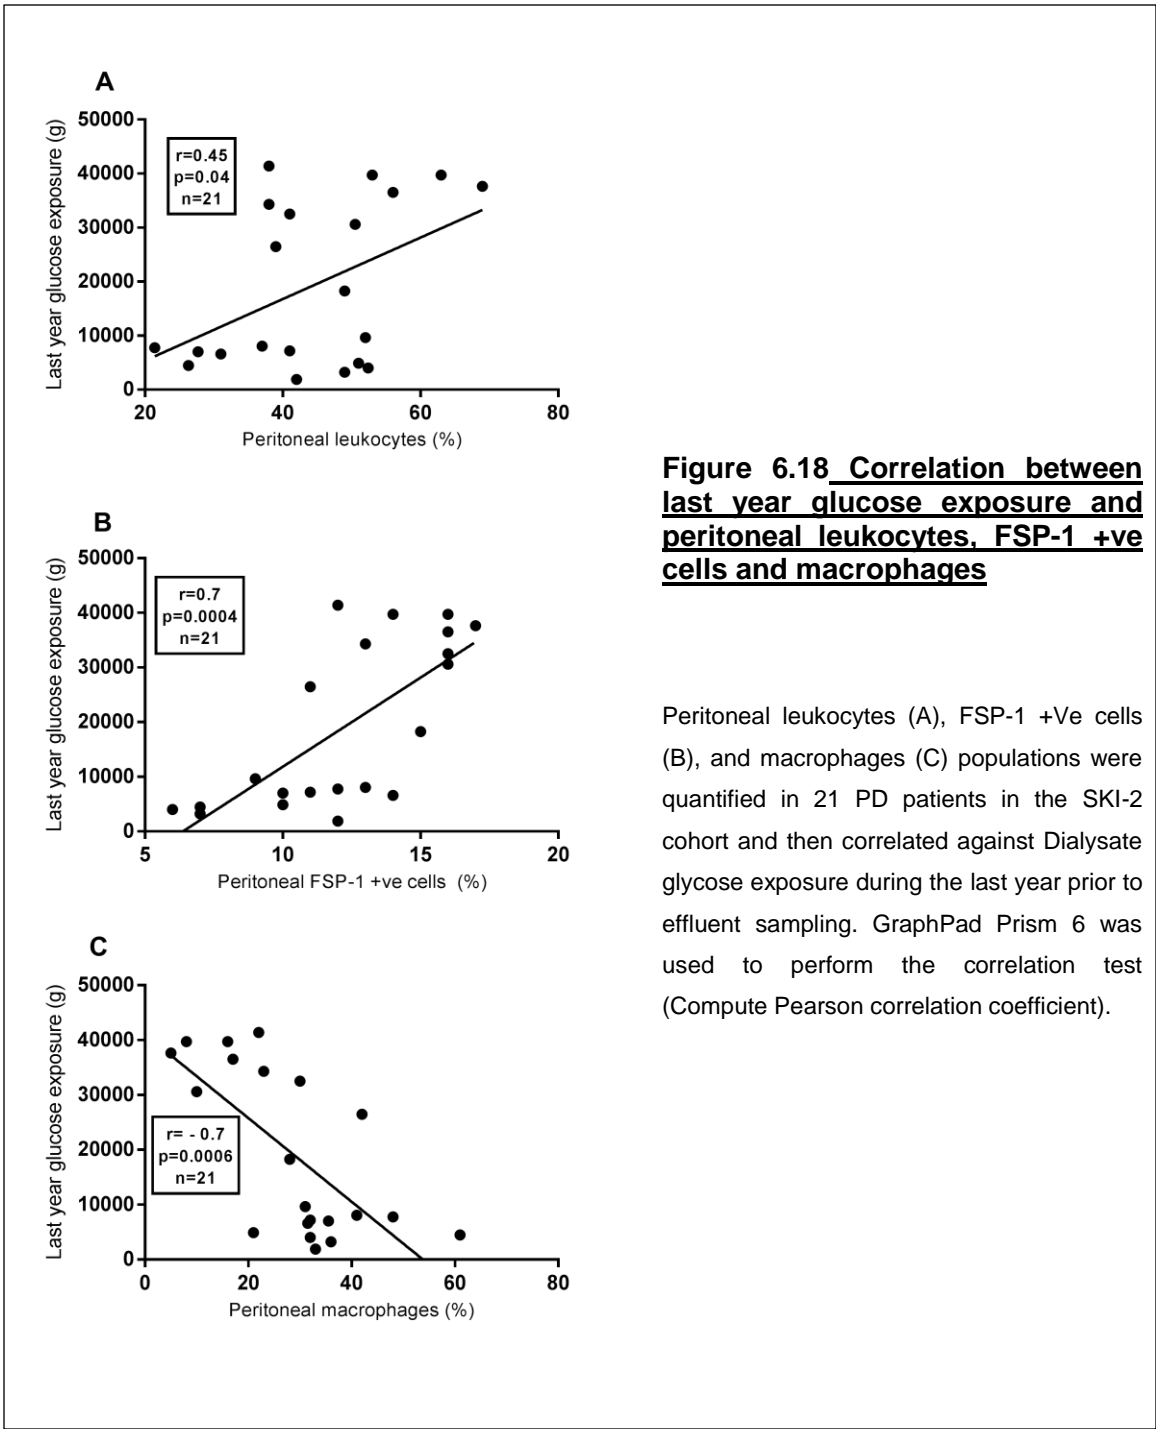 A
50000
40000
30000
20000
10000
0
Last year glucose exposure (g)
r=0.45
p=0.04
n=21
20 40 60 80
Peritoneal leukocytes (%)
B
50000
40000
30000
20000
10000
0
Last year glucose exposure (g)
r=0.7
p=0.0004
n=21
5 10 15 20
Peritoneal FSP-1 +ve cells (%)
C
50000
40000
30000
20000
10000
0
Last year glucose exposure (g)
r= - 0.7
p=0.0006
n=21
0 20 40 60 80
Peritoneal macrophages (%)
Figure 6.18 Correlation between
last year glucose exposure and
peritoneal leukocytes, FSP-1 +ve
cells and macrophages
Peritoneal leukocytes (A), FSP-1 +Ve cells
(B), and macrophages (C) populations were
quantified in 21 PD patients in the SKI-2
cohort and then correlated against Dialysate
glycose exposure during the last year prior to
effluent sampling. GraphPad Prism 6 was
used to perform the correlation test
(Compute Pearson correlation coefficient).